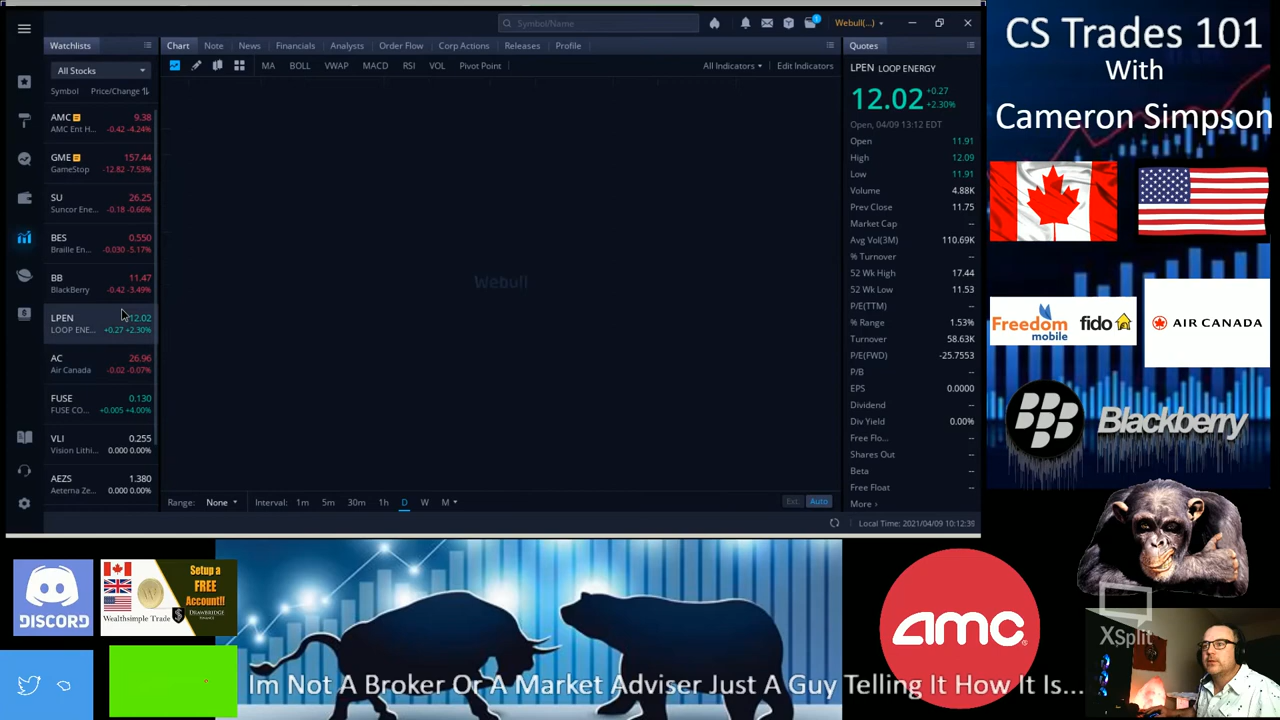 Symbol/Name
1
Webull(...)
Watchlists
Chart
Note
News
Financials
Analysts
Order Flow
Corp Actions
Releases
Profile
Quotes
All Stocks
MA
BOLL
VWAP
MACD
RSI
VOL
Pivot Point
All Indicators
Edit Indicators
Symbol
Price/Change
AMC
9.38
AMC Ent H...
-0.42 -4.24%
GME
157.44
GameStop
-12.82 -7.53%
SU
26.25
Suncor Ene...
-0.18 -0.66%
BES
0.550
Braille En...
-0.030 -5.17%
BB
11.47
BlackBerry
-0.42 -3.49%
LPEN
12.02
LOOP ENE...
+0.27 +2.30%
AC
26.96
Air Canada
-0.02 -0.07%
FUSE
0.130
FUSE CO...
+0.005 +4.00%
VLI
0.255
Vision Lithi...
0.000 0.00%
AEZS
1.380
Aeterna Ze...
0.000 0.00%
Webull
Range:
None
Interval:
1m
5m
30m
1h
D
W
M
Ext
Auto
LPEN LOOP ENERGY
12.02
+0.27
+2.30%
Open, 04/09 13:12 EDT
Open 11.91
High 12.09
Low 11.91
Volume 4.88K
Prev Close 11.75
Market Cap --
Avg Vol(3M) 110.69K
% Turnover --
52 Wk High 17.44
52 Wk Low 11.53
P/E(TTM) --
% Range 1.53%
Turnover 58.63K
P/E(FWD) -25.7553
P/B --
EPS 0.0000
Dividend --
Div Yield 0.00%
Free Flo... --
Shares Out --
Beta --
Free Float --
More >
Local Time: 2021/04/09 10:12:39
CS Trades 101
With
Cameron Simpson
Freedom
mobile
fido
AIR CANADA
BlackBerry
DISCORD
Setup a
FREE
Account!!
Wealthsimple Trade
DRAWBRIDGE
FINANCE
amc
XSplit
Im Not A Broker Or A Market Adviser Just A Guy Telling It How It Is...